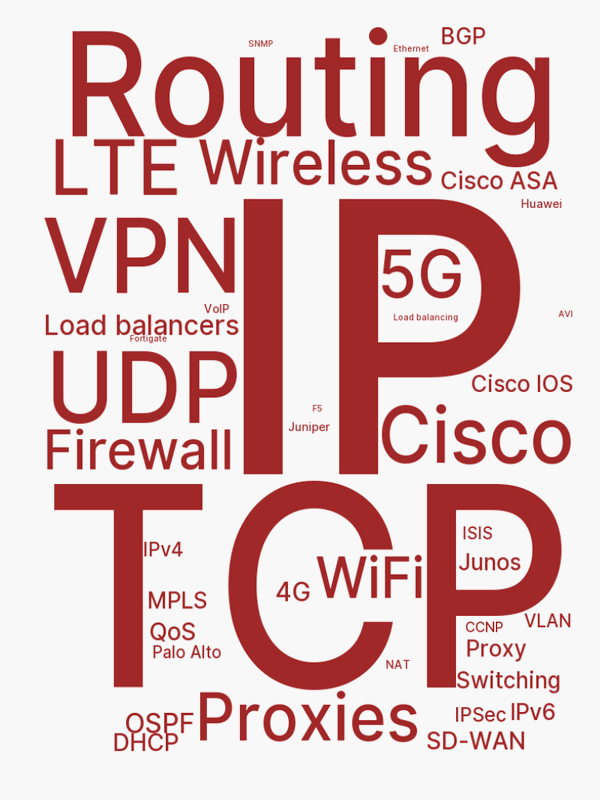 SNMP
BGP
Ethernet
Routing
LTE
Wireless
Cisco ASA
Huawei
VPN
IP
5G
VoIP
Load balancing
AVI
Load balancers
Fortigate
UDP
Cisco IOS
F5
Juniper
Cisco
Firewall
TCP
ISIS
IPv4
Junos
WiFi
4G
MPLS
VLAN
CCNP
QoS
Proxy
Palo Alto
NAT
Switching
Proxies
IPSec
IPv6
OSPF
DHCP
SD-WAN